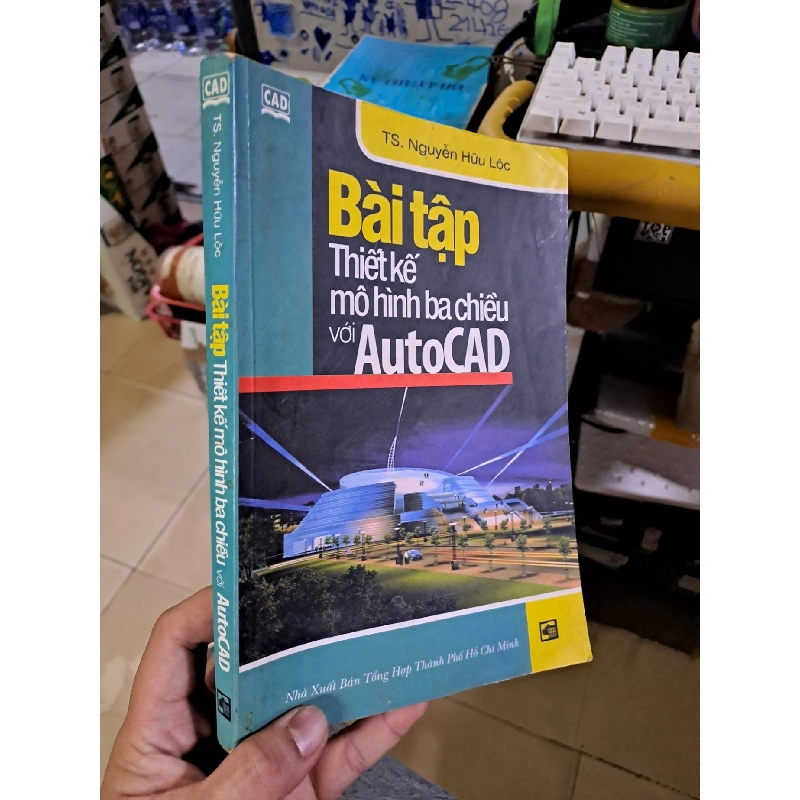 CAD
TS. Nguyễn Hữu Lộc
Bài tập Thiết kế mô hình ba chiều với AutoCAD
CAD
TS. Nguyễn Hữu Lộc
Bài tập
Thiết kế
mô hình ba chiều
với AutoCAD
Nhà Xuất Bản Tổng Hợp Thành Phố Hồ Chí Minh